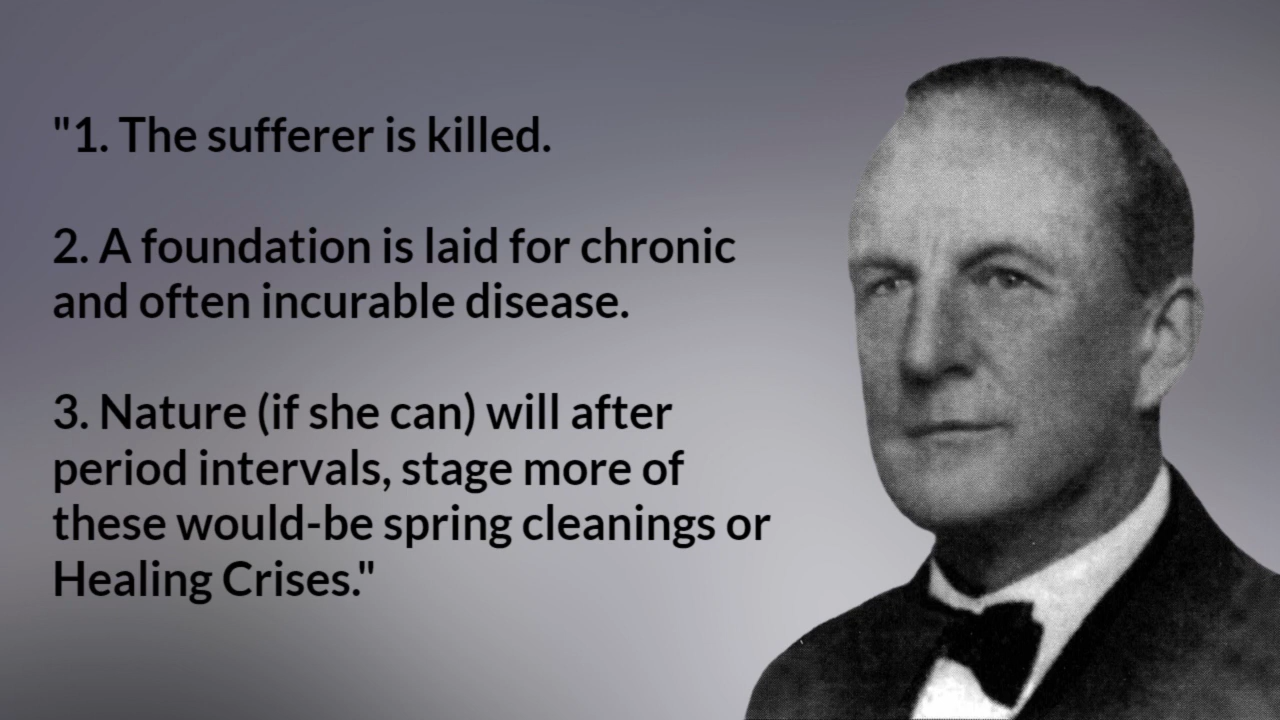 "1. The sufferer is killed.
2. A foundation is laid for chronic
and often incurable disease.
3. Nature (if she can) will after
period intervals, stage more of
these would-be spring cleanings or
Healing Crises."